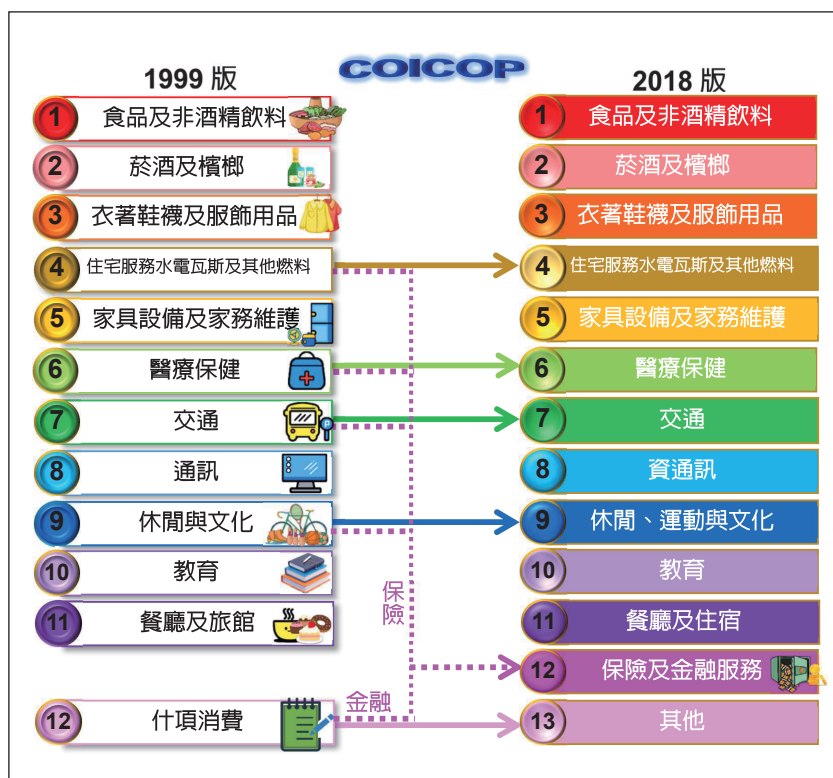 COICOP
1999 版
1 食品及非酒精飲料
2 菸酒及檳榔
3 衣著鞋襪及服飾用品
4 住宅服務水電瓦斯及其他燃料
5 家具設備及家務維護
6 醫療保健
7 交通
8 通訊
9 休閒與文化
10 教育
11 餐廳及旅館
12 什項消費
保險
金融
2018 版
1 食品及非酒精飲料
2 菸酒及檳榔
3 衣著鞋襪及服飾用品
4 住宅服務水電瓦斯及其他燃料
5 家具設備及家務維護
6 醫療保健
7 交通
8 資通訊
9 休閒、運動與文化
10 教育
11 餐廳及住宿
12 保險及金融服務
13 其他